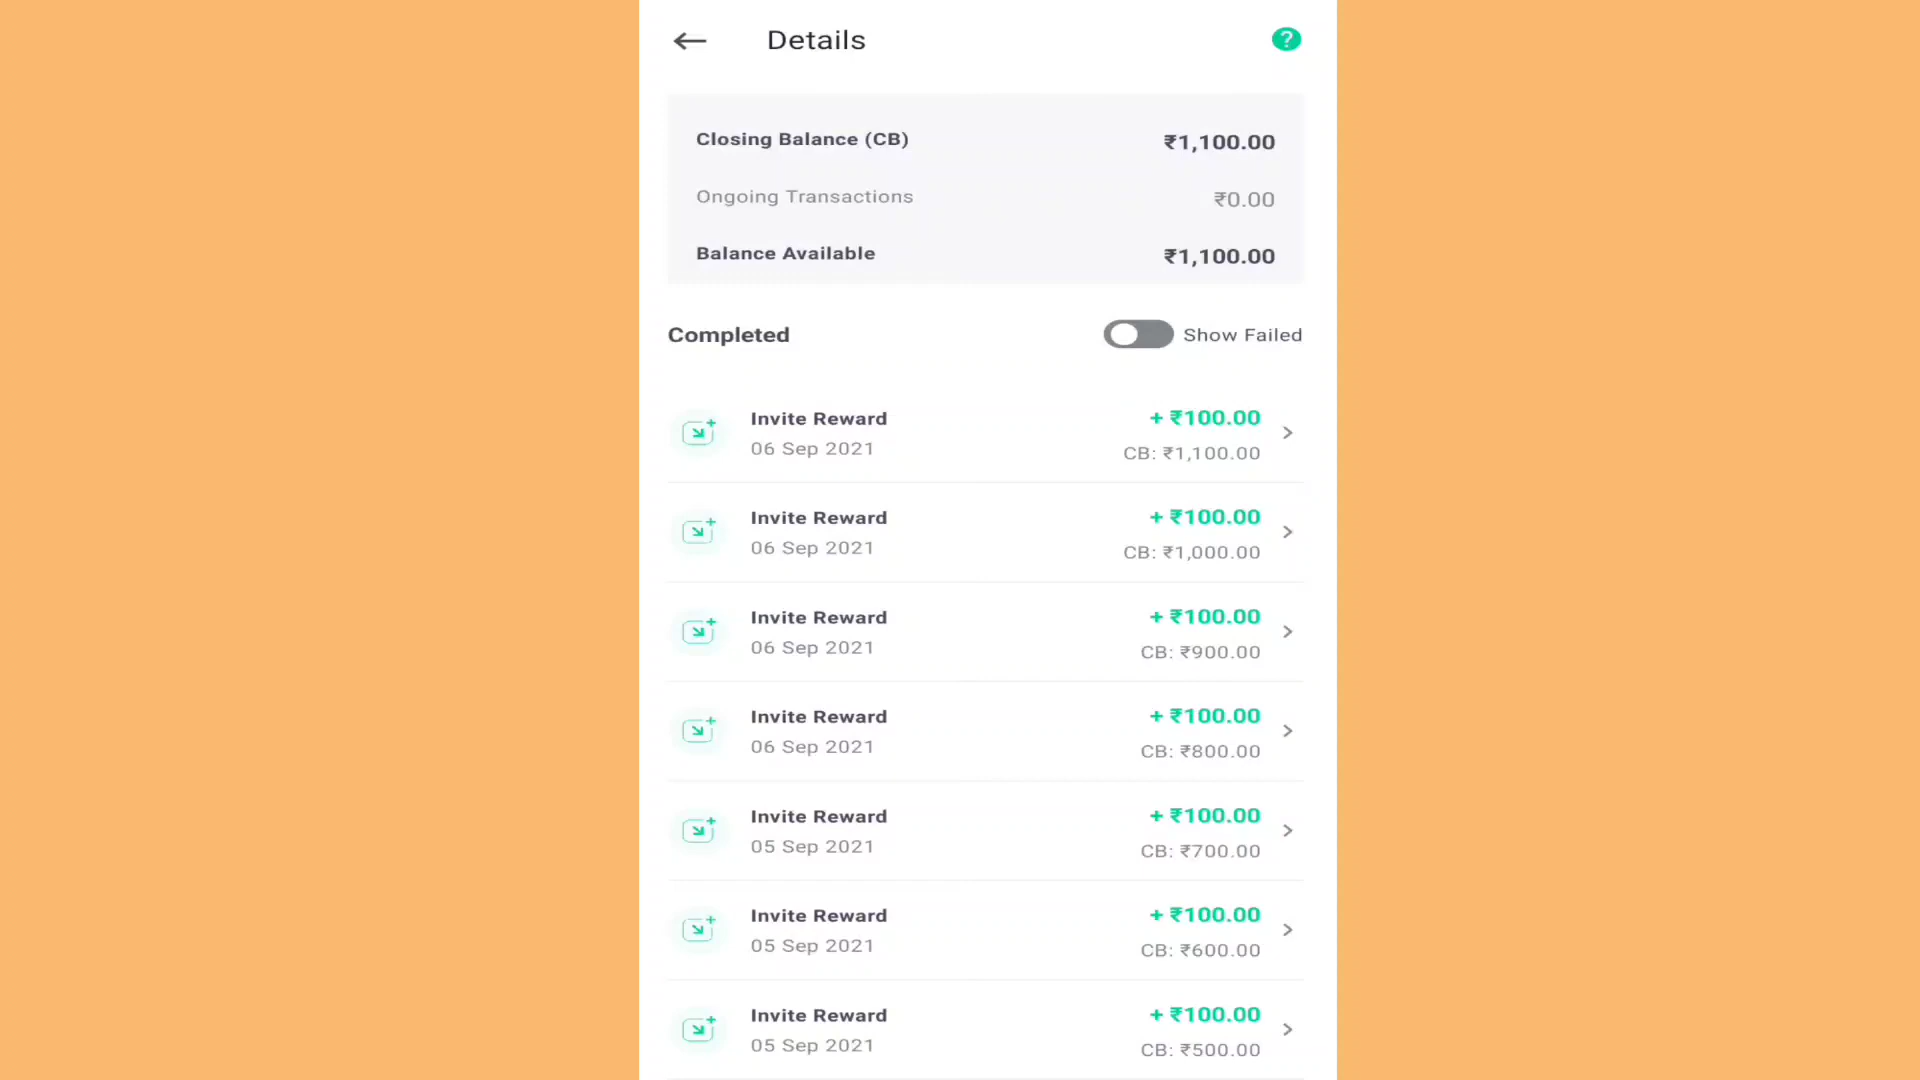 Details
?
Closing Balance (CB) ₹1,100.00
Ongoing Transactions ₹0.00
Balance Available ₹1,100.00
Completed Show Failed
Invite Reward + ₹100.00
06 Sep 2021 CB: ₹1,100.00
Invite Reward + ₹100.00
06 Sep 2021 CB: ₹1,000.00
Invite Reward + ₹100.00
06 Sep 2021 CB: ₹900.00
Invite Reward + ₹100.00
06 Sep 2021 CB: ₹800.00
Invite Reward + ₹100.00
05 Sep 2021 CB: ₹700.00
Invite Reward + ₹100.00
05 Sep 2021 CB: ₹600.00
Invite Reward + ₹100.00
05 Sep 2021 CB: ₹500.00